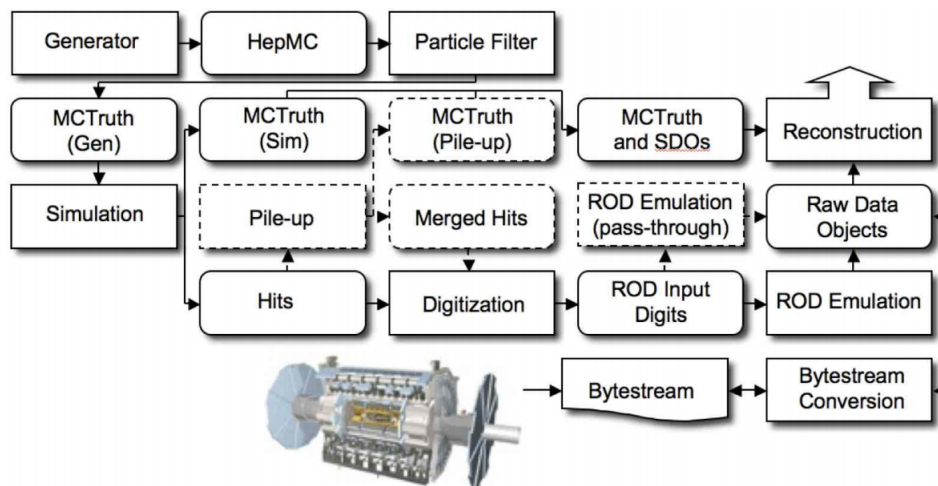 Generator
HepMC
Particle Filter
MCTruth
(Gen)
MCTruth
(Sim)
MCTruth
(Pile-up)
MCTruth
and SDOs
Reconstruction
Simulation
Pile-up
Merged Hits
ROD Emulation
(pass-through)
Raw Data
Objects
Hits
Digitization
ROD Input
Digits
ROD Emulation
Bytestream
Bytestream
Conversion